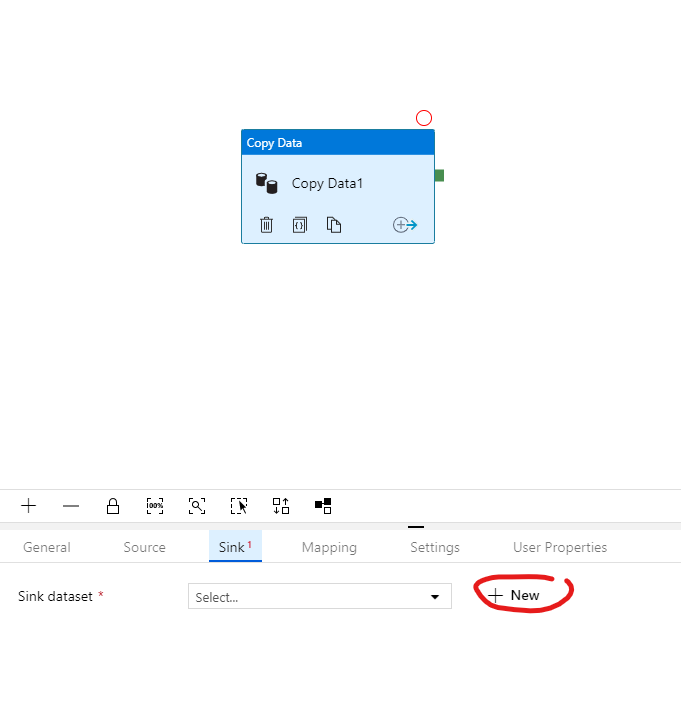 Copy Data
Copy Data1
100%
General Source Sink 1 Mapping Settings User Properties
Sink dataset * Select... + New